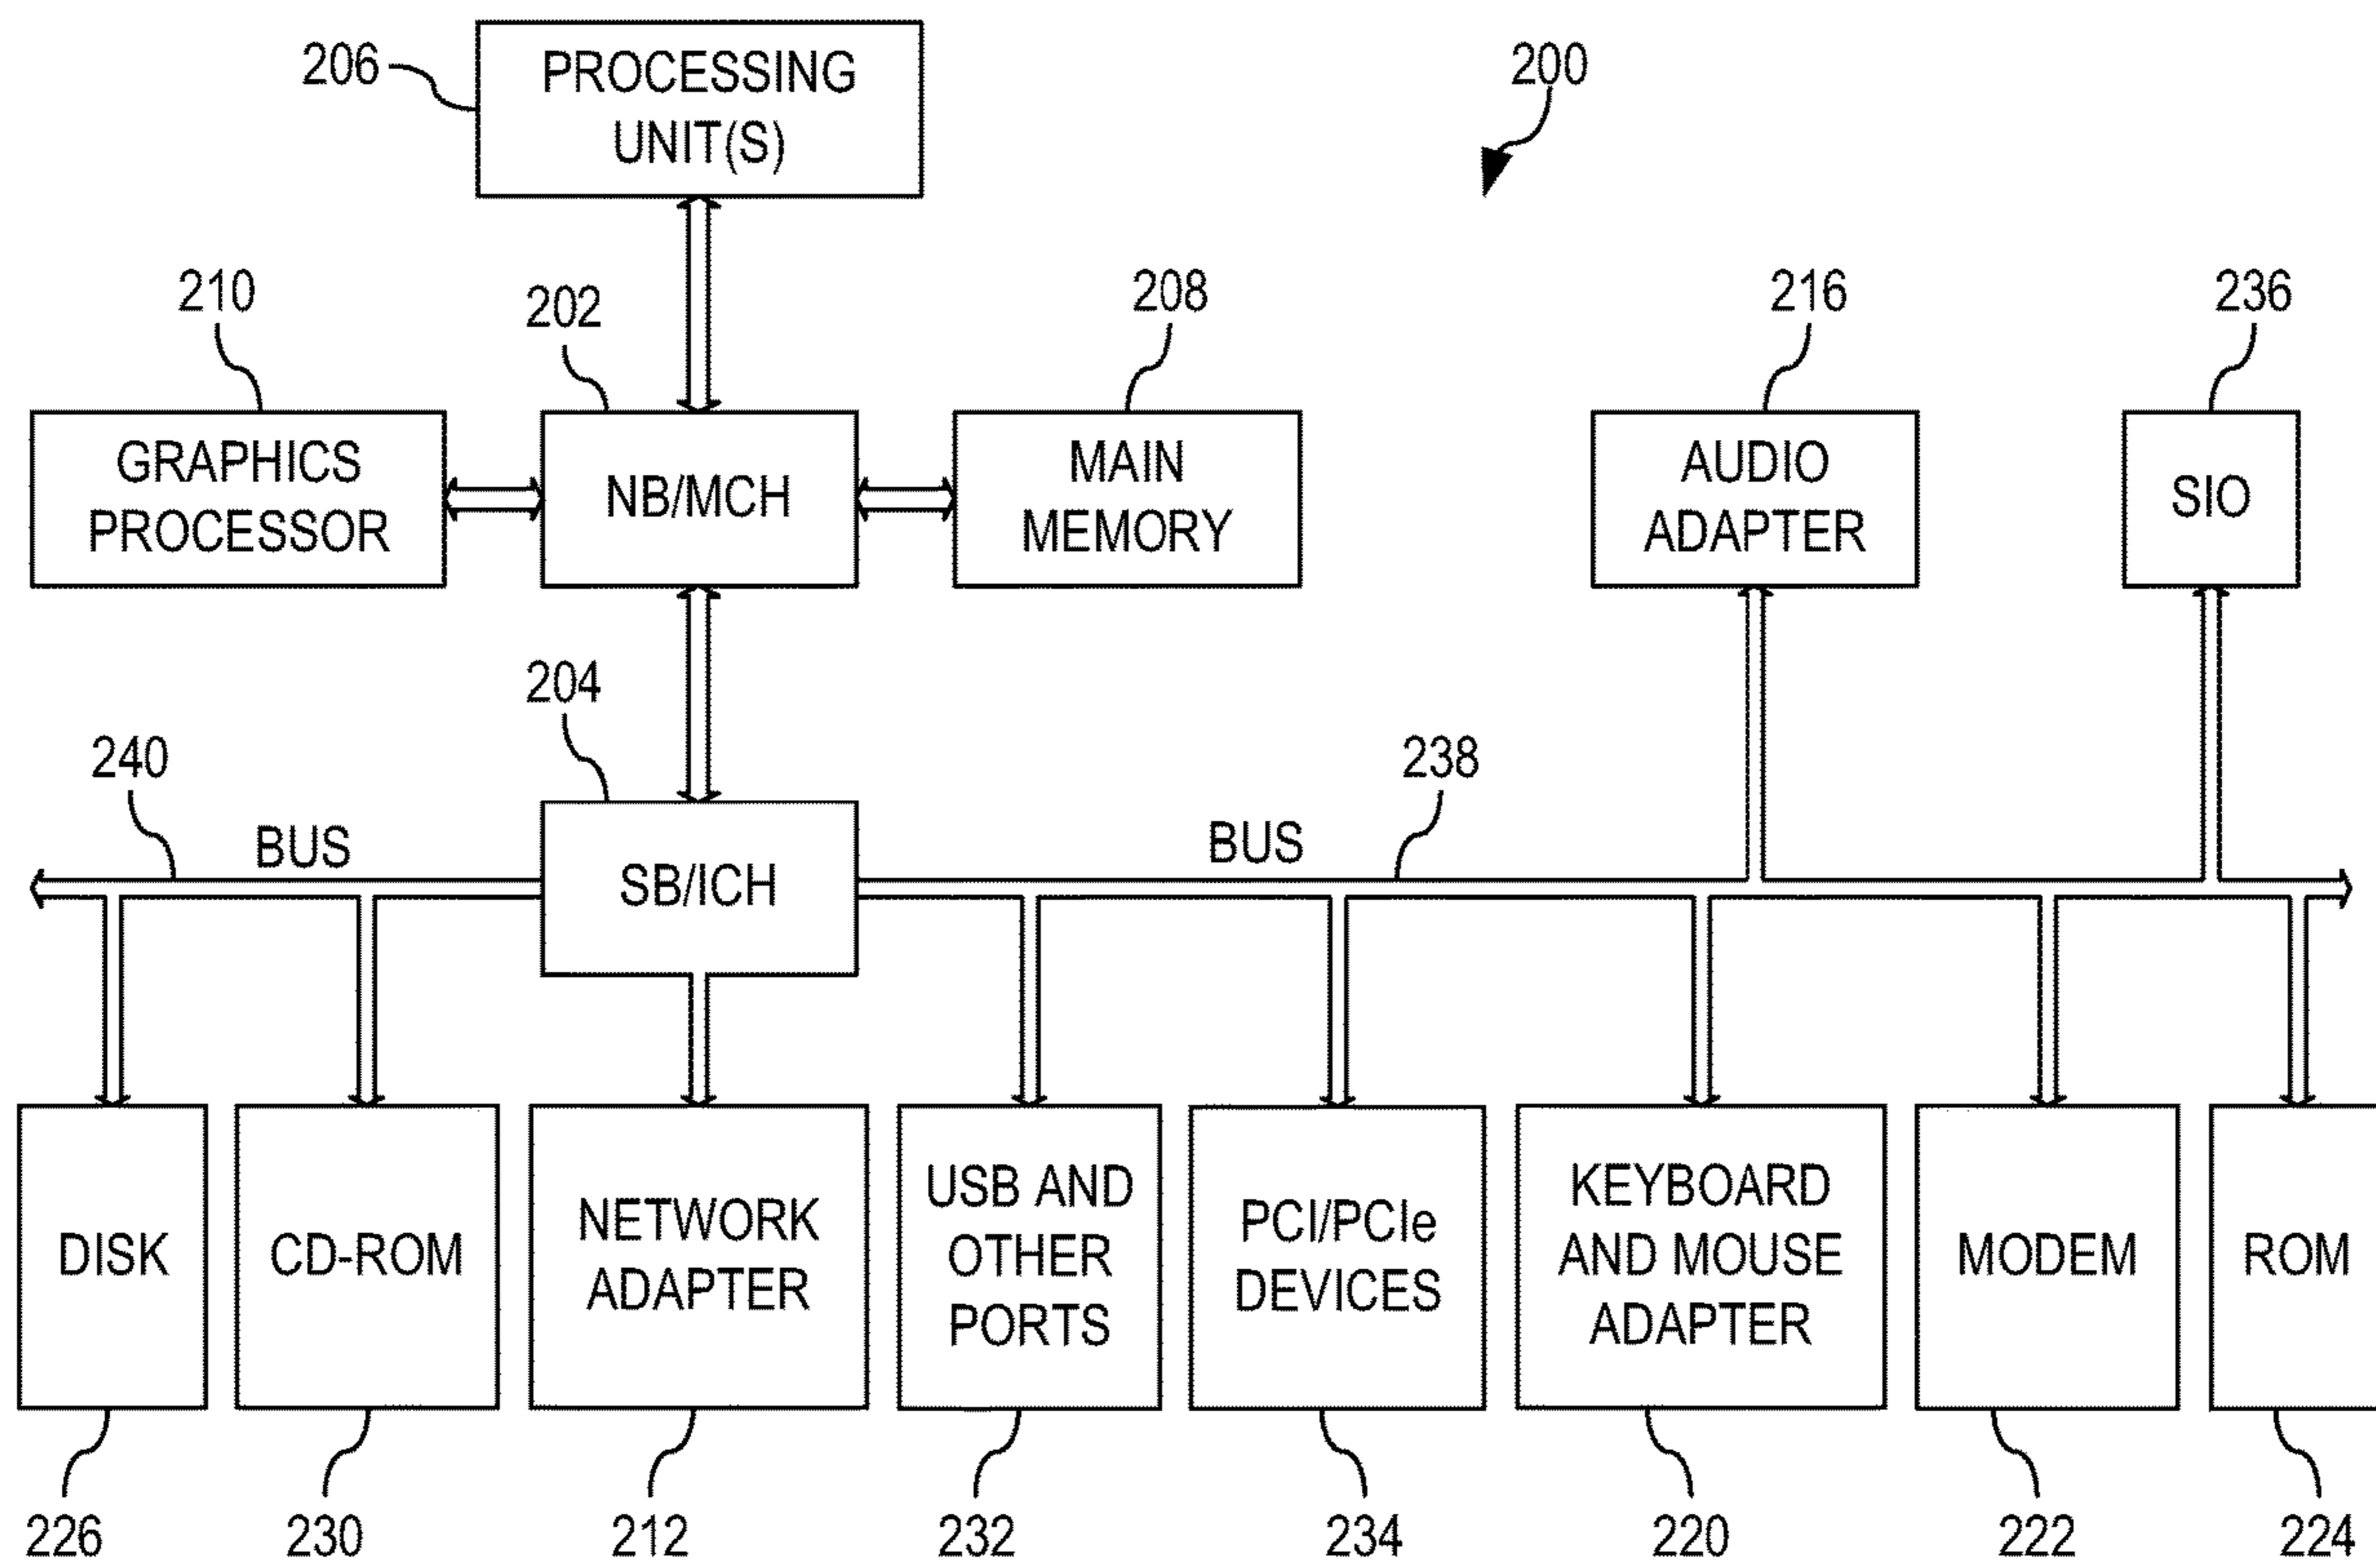 206
PROCESSING
UNIT(S)
200
210
202
208
216
236
GRAPHICS
PROCESSOR
NB/MCH
MAIN
MEMORY
AUDIO
ADAPTER
SIO
204
240
238
BUS
SB/ICH
BUS
DISK
CD-ROM
NETWORK
ADAPTER
USB AND
OTHER
PORTS
PCI/PCIe
DEVICES
KEYBOARD
AND MOUSE
ADAPTER
MODEM
ROM
226
230
212
232
234
220
222
224